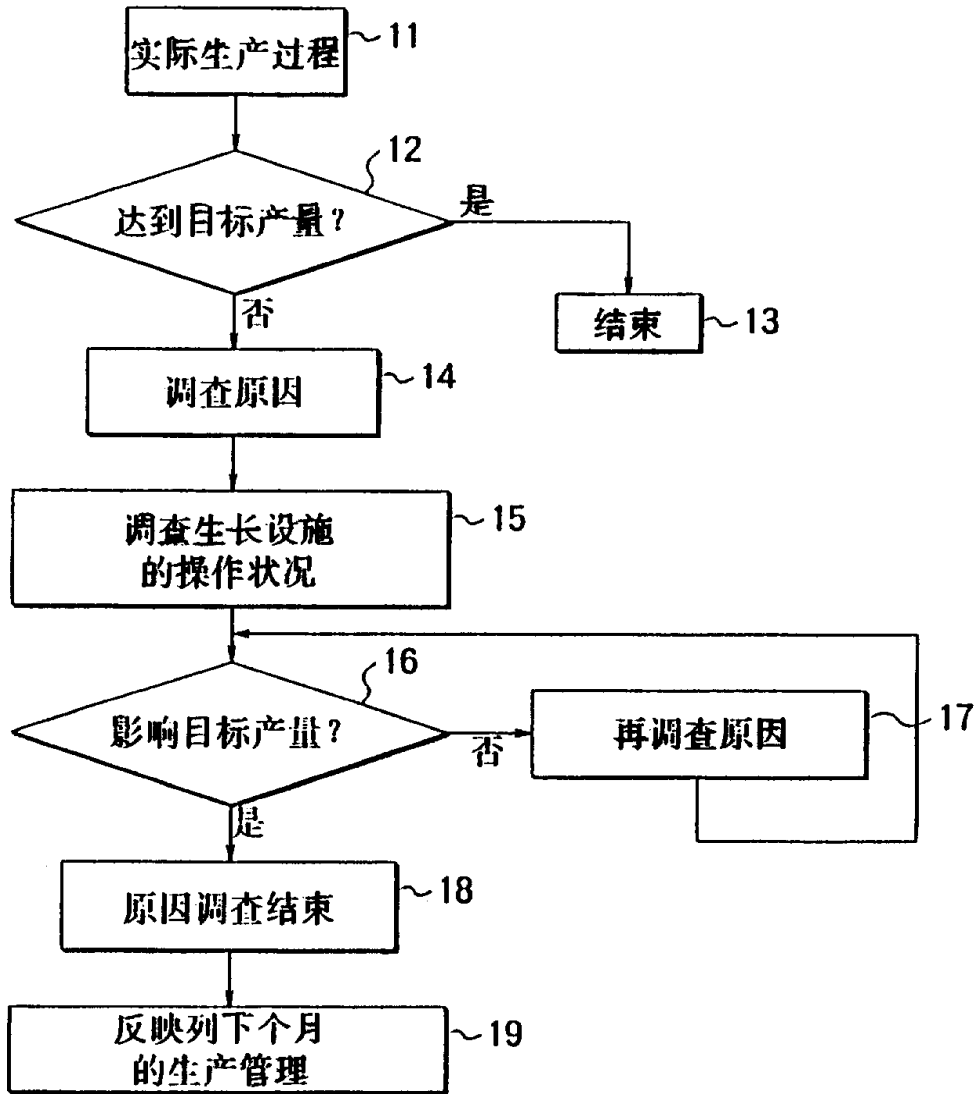 实际生产过程
11
12
达到目标产量?
是
否
结束
13
调查原因
14
调查生长设施
的操作状况
15
16
影响目标产量?
否
再调查原因
17
是
原因调查结束
18
反映列下个月
的生产管理
19